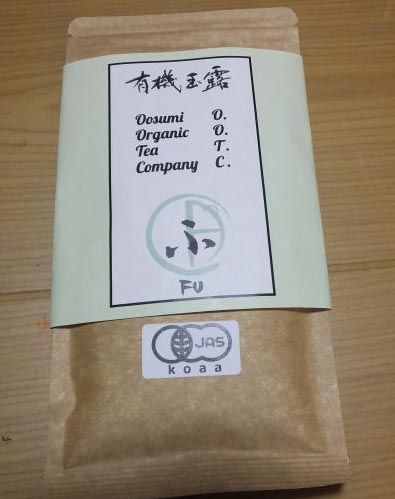 有機玉露
Oosumi O.
Organic O.
Tea T.
Company C.
ふ
FU
JAS
koaa